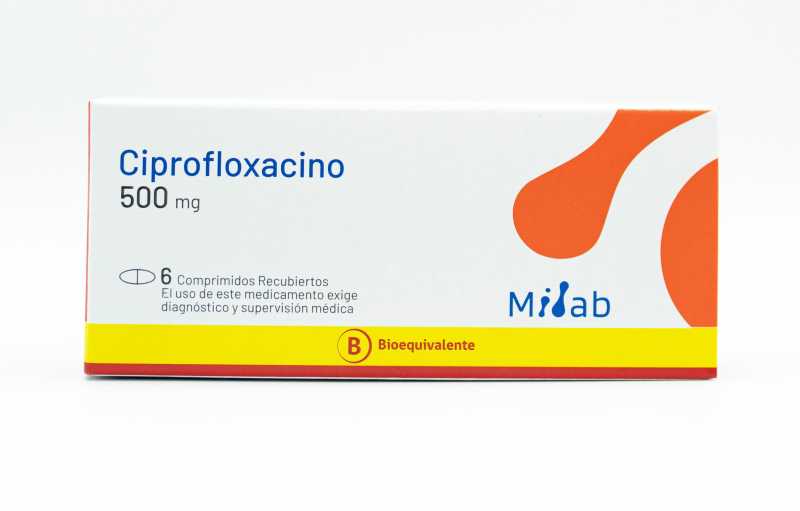 Ciprofloxacino
500 mg
6 Comprimidos Recubiertos
El uso de este medicamento exige
diagnóstico y supervisión médica
Milab
B Bioequivalente